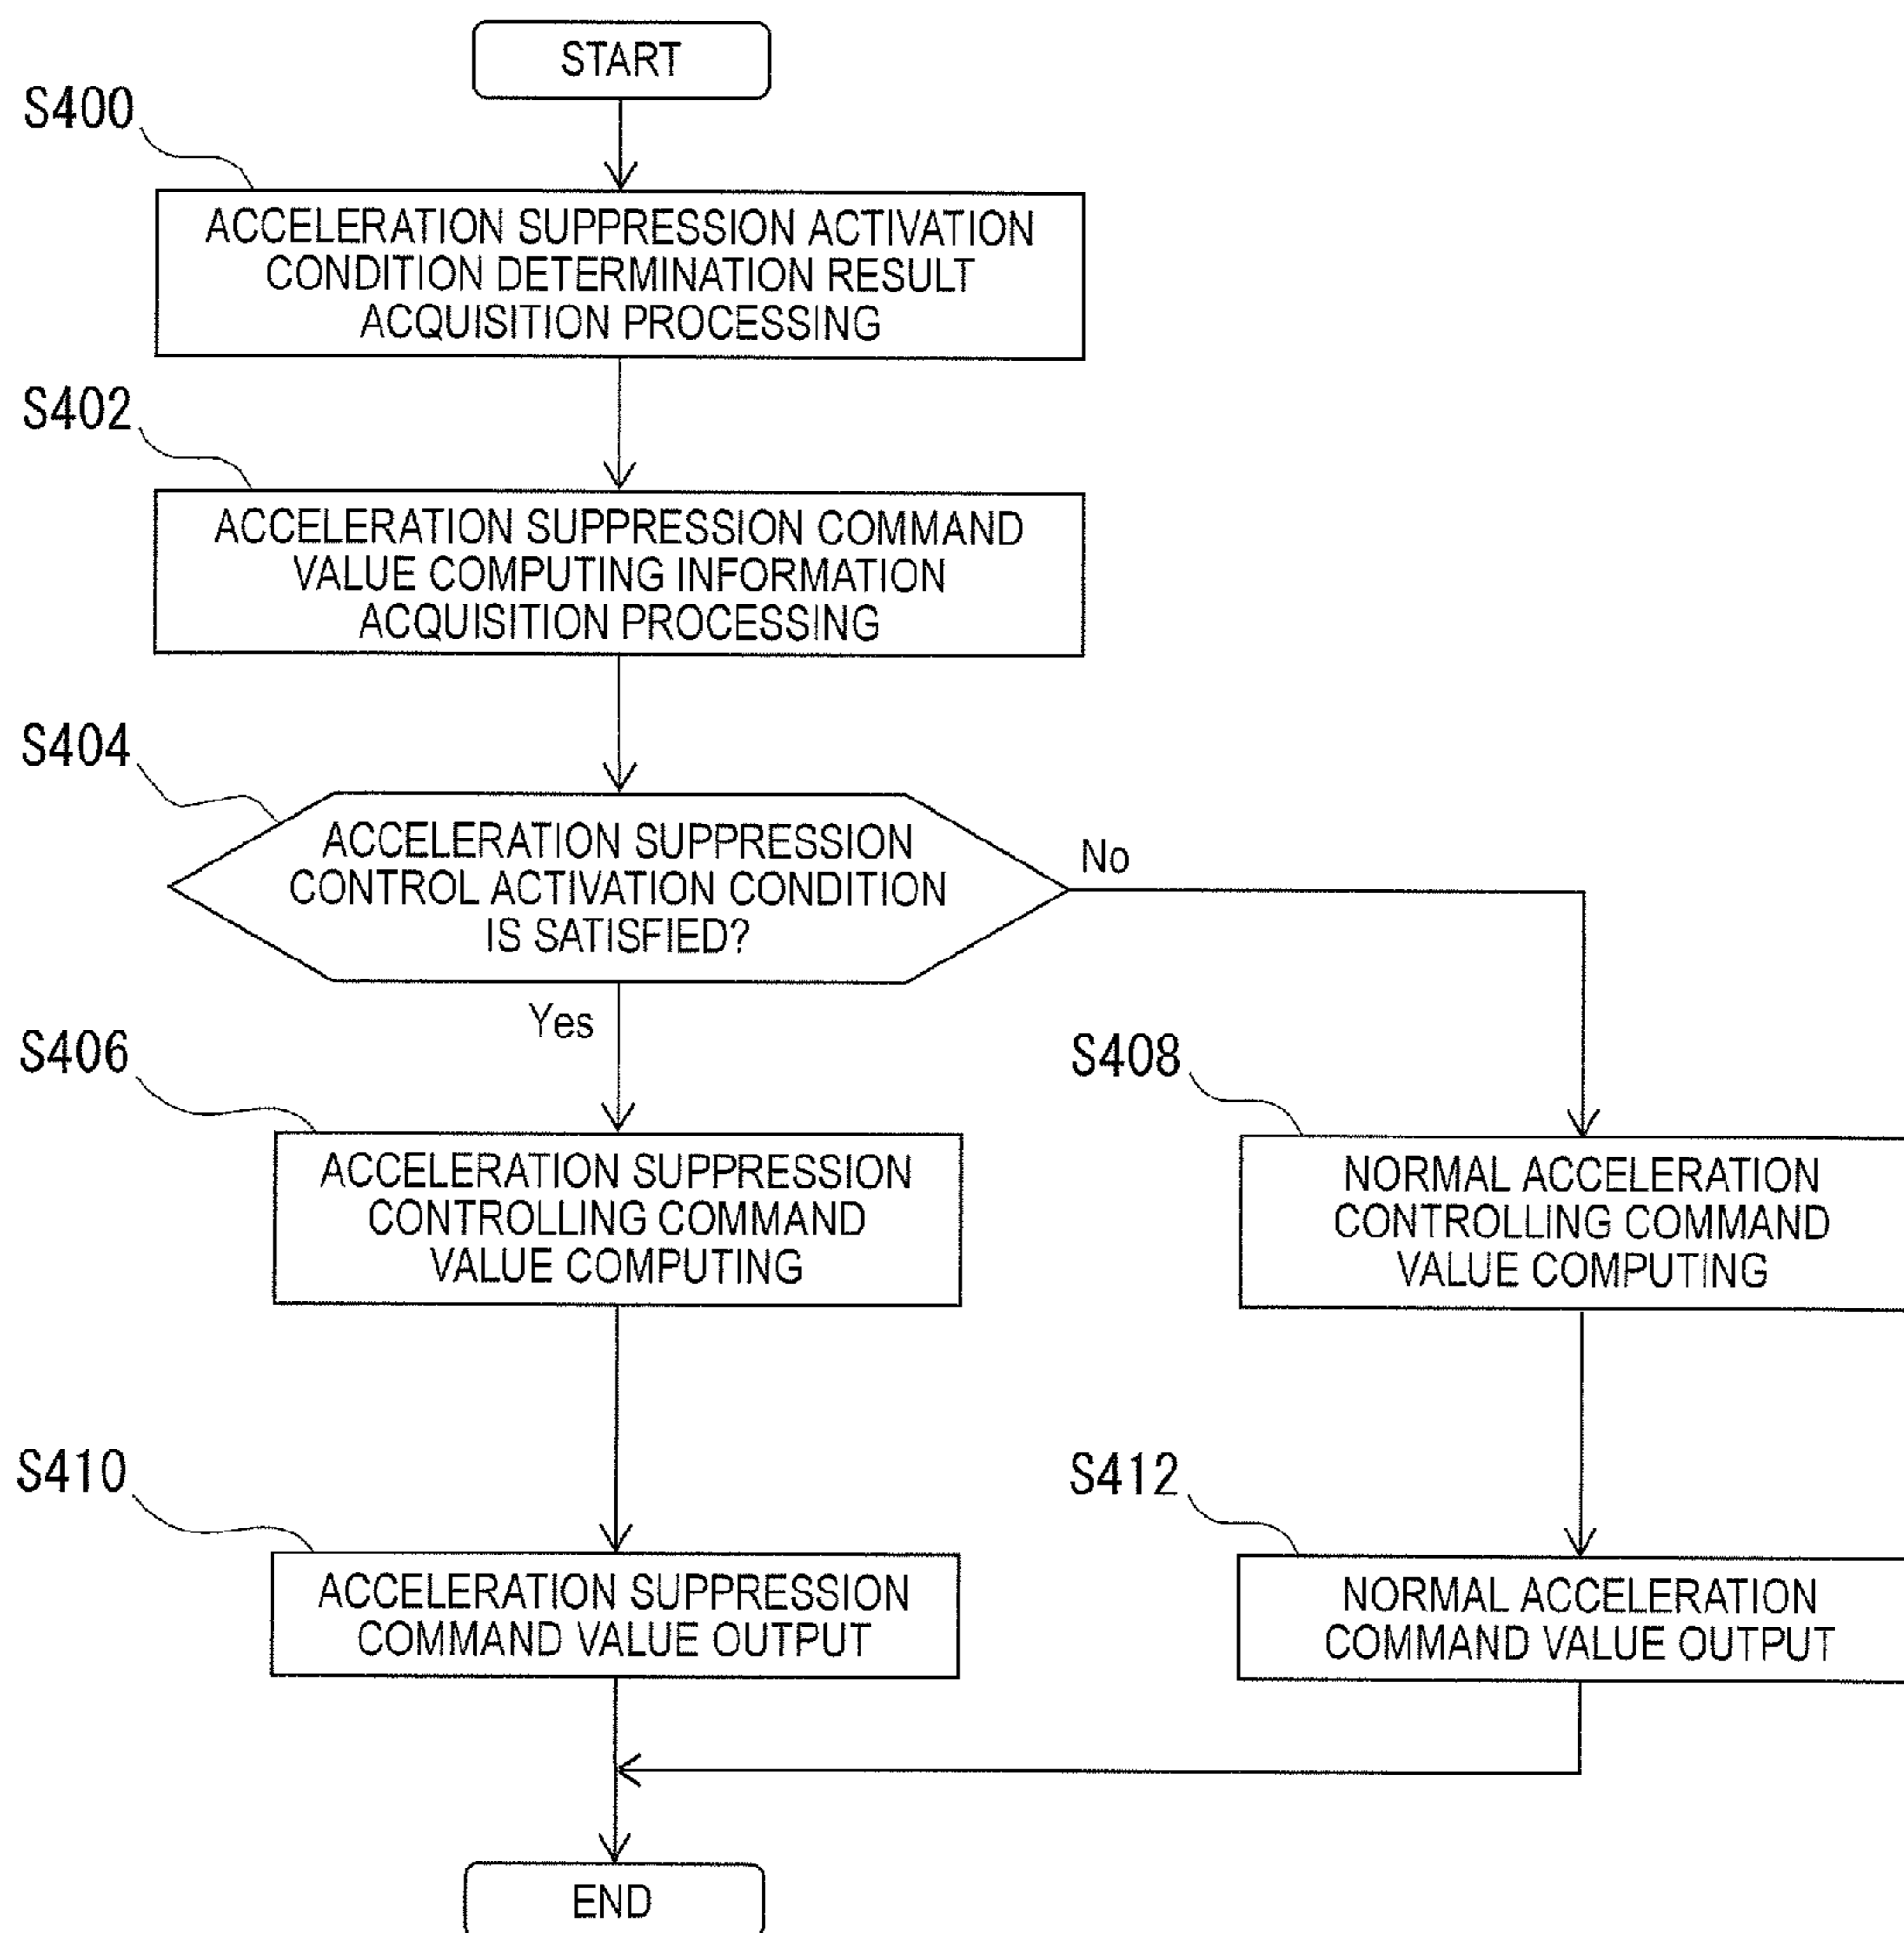 START
S400
ACCELERATION SUPPRESSION ACTIVATION
CONDITION DETERMINATION RESULT
ACQUISITION PROCESSING
S402
ACCELERATION SUPPRESSION COMMAND
VALUE COMPUTING INFORMATION
ACQUISITION PROCESSING
S404
ACCELERATION SUPPRESSION
CONTROL ACTIVATION CONDITION
IS SATISFIED?
No
Yes
S406
ACCELERATION SUPPRESSION
CONTROLLING COMMAND
VALUE COMPUTING
S408
NORMAL ACCELERATION
CONTROLLING COMMAND
VALUE COMPUTING
S410
ACCELERATION SUPPRESSION
COMMAND VALUE OUTPUT
S412
NORMAL ACCELERATION
COMMAND VALUE OUTPUT
END